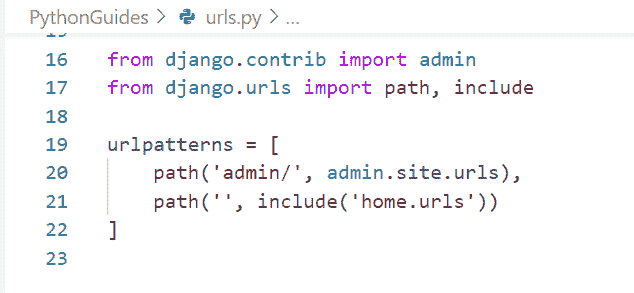 PythonGuides > urls.py > ...
16 from django.contrib import admin
17 from django.urls import path, include
18
19 urlpatterns = [
20     path('admin/', admin.site.urls),
21     path('', include('home.urls'))
22 ]
23